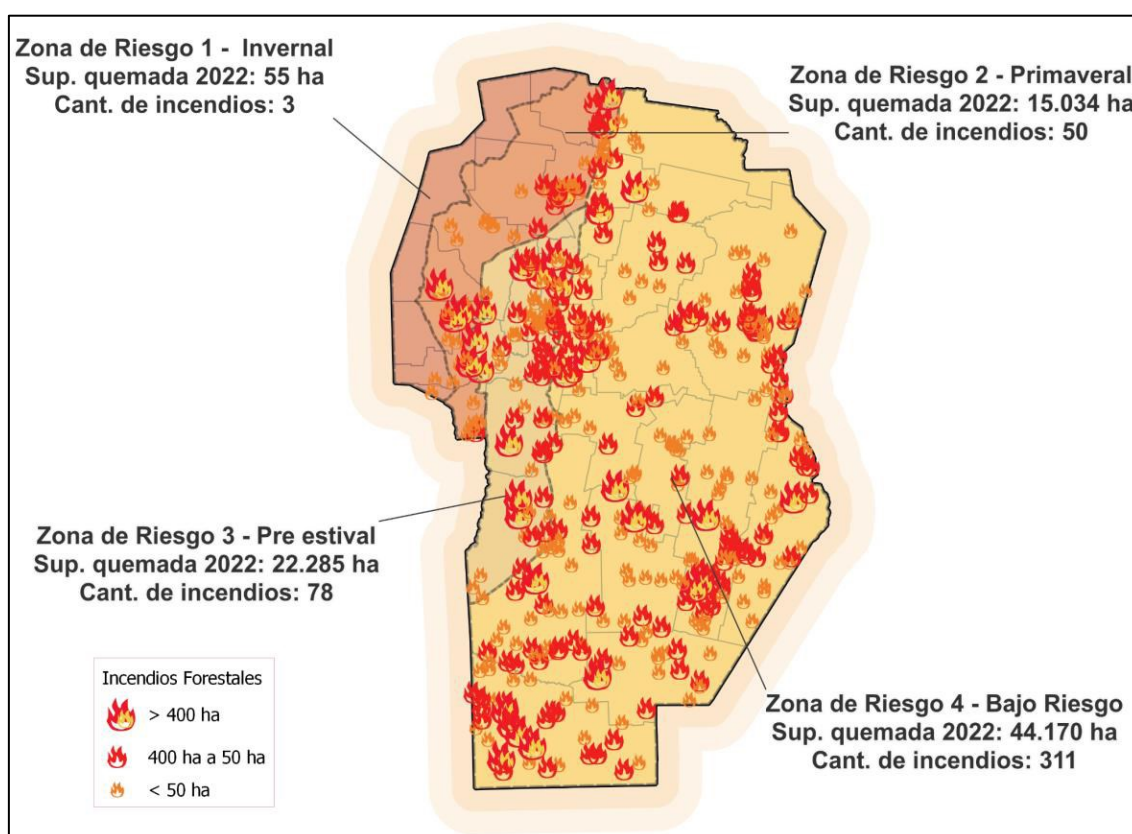 Zona de Riesgo 1 - Invernal
Sup. quemada 2022: 55 ha
Cant. de incendios: 3
Zona de Riesgo 2 - Primaveral
Sup. quemada 2022: 15.034 ha
Cant. de incendios: 50
Zona de Riesgo 3 - Pre estival
Sup. quemada 2022: 22.285 ha
Cant. de incendios: 78
Zona de Riesgo 4 - Bajo Riesgo
Sup. quemada 2022: 44.170 ha
Cant. de incendios: 311
Incendios Forestales
> 400 ha
400 ha a 50 ha
< 50 ha